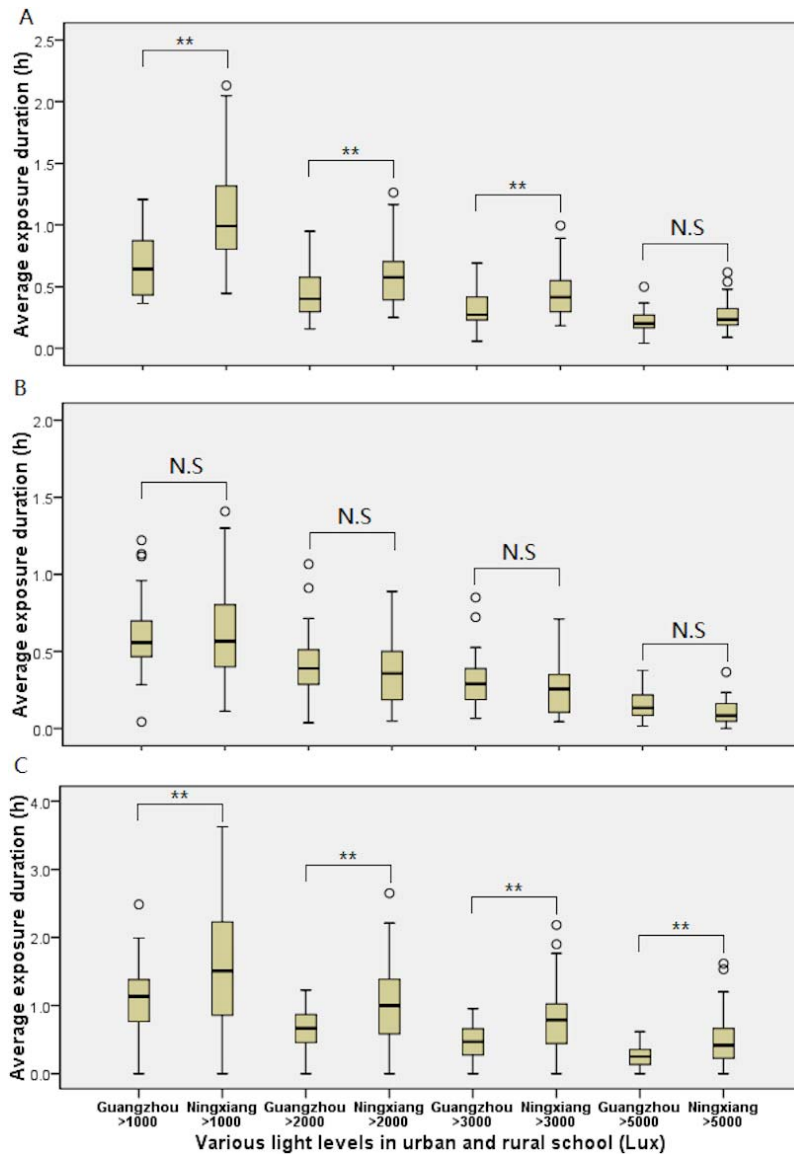 A
Average exposure duration (h)
2.5
2.0
1.5
1.0
0.5
0.0
**
**
**
N.S
B
Average exposure duration (h)
2.0
1.5
1.0
0.5
0.0
N.S
N.S
N.S
N.S
C
Average exposure duration (h)
4.0
3.0
2.0
1.0
0.0
**
**
**
**
Guangzhou Ningxiang Guangzhou Ningxiang Guangzhou Ningxiang Guangzhou Ningxiang
>1000 >1000 >2000 >2000 >3000 >3000 >5000 >5000
Various light levels in urban and rural school (Lux)